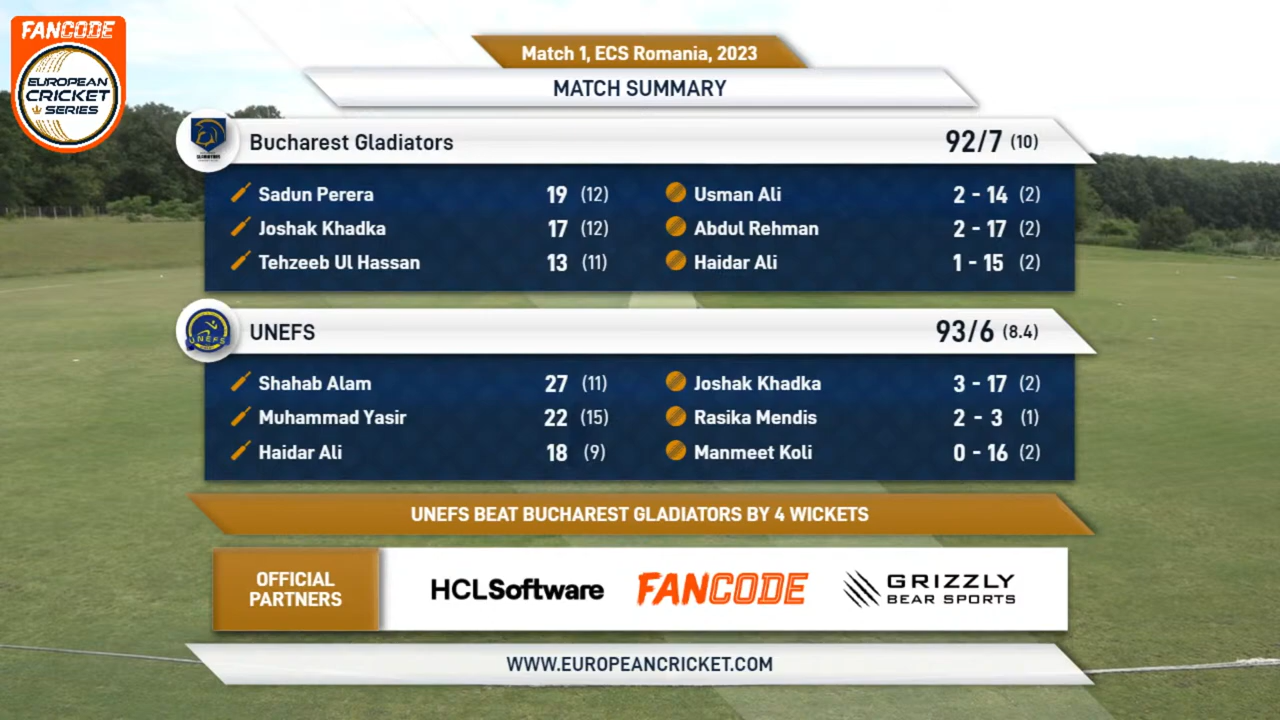 FANCODE
EUROPEAN
CRICKET
SERIES
Match 1, ECS Romania, 2023
MATCH SUMMARY
Bucharest Gladiators 92/7 (10)
Sadun Perera 19 (12) Usman Ali 2 - 14 (2)
Joshak Khadka 17 (12) Abdul Rehman 2 - 17 (2)
Tehzeeb Ul Hassan 13 (11) Haidar Ali 1 - 15 (2)
UNEFS
UNEFS 93/6 (8.4)
Shahab Alam 27 (11) Joshak Khadka 3 - 17 (2)
Muhammad Yasir 22 (15) Rasika Mendis 2 - 3 (1)
Haidar Ali 18 (9) Manmeet Koli 0 - 16 (2)
UNEFS BEAT BUCHAREST GLADIATORS BY 4 WICKETS
OFFICIAL
PARTNERS
HCLSoftware FANCODE GRIZZLY
BEAR SPORTS
WWW.EUROPEANCRICKET.COM